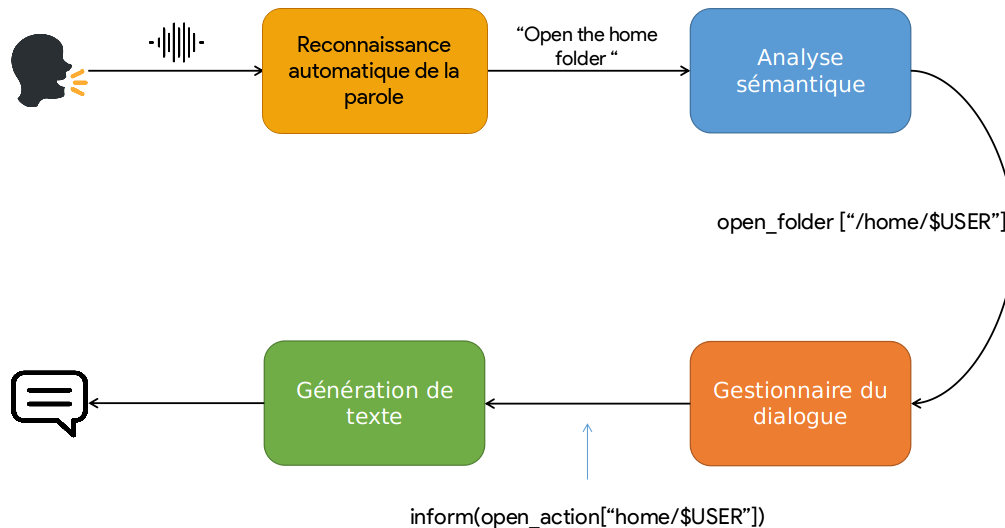 Reconnaissance
automatique de la
parole
“Open the home
folder “
Analyse
sémantique
open_folder [“/home/$USER”]
Gestionnaire du
dialogue
Génération de
texte
inform(open_action[“home/$USER”])